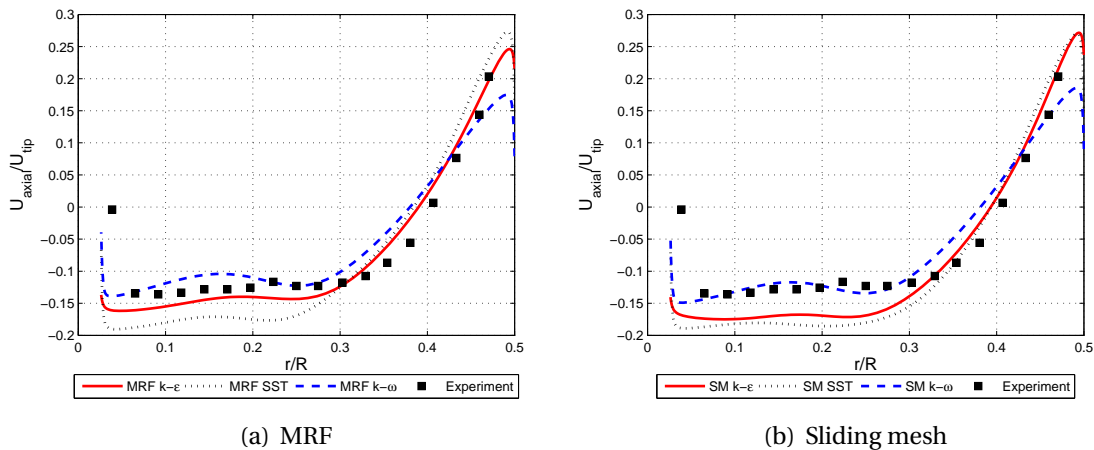 0.3
0.25
0.2
0.15
0.1
0.05
0
−0.05
−0.1
−0.15
−0.2
U_axial/U_tip
0 0.1 0.2 0.3 0.4 0.5
r/R
MRF k−ε MRF SST MRF k−ω Experiment
(a) MRF
0.3
0.25
0.2
0.15
0.1
0.05
0
−0.05
−0.1
−0.15
−0.2
U_axial/U_tip
0 0.1 0.2 0.3 0.4 0.5
r/R
SM k−ε SM SST SM k−ω Experiment
(b) Sliding mesh